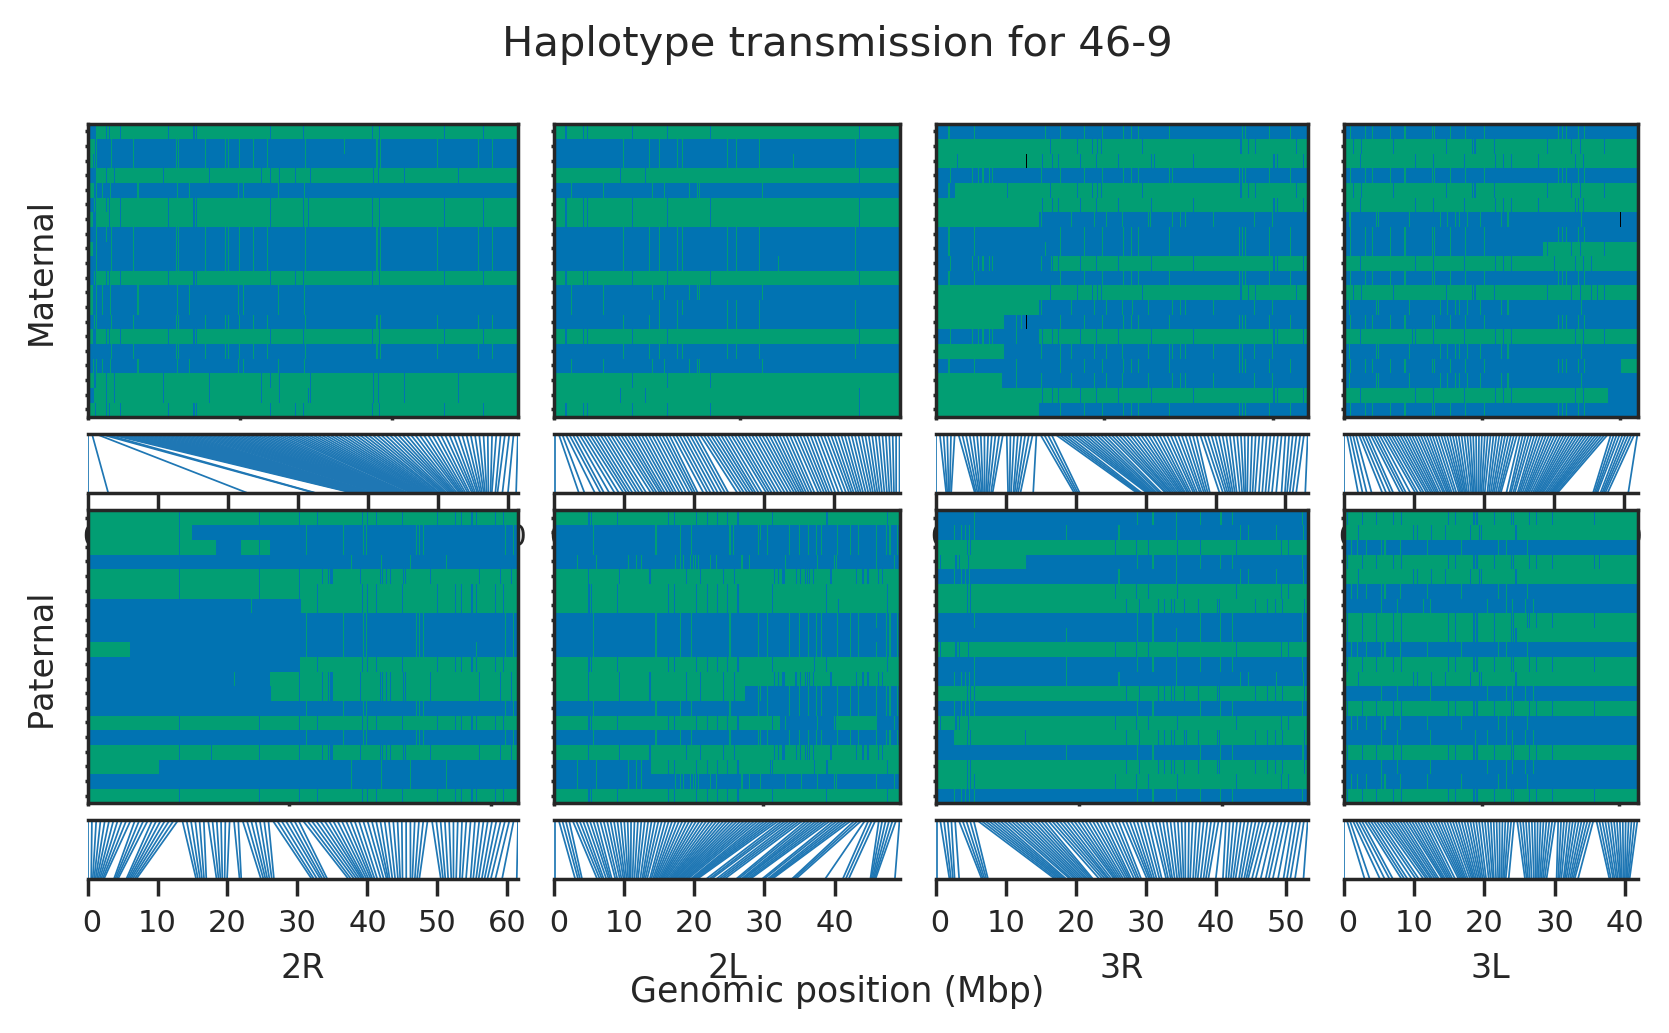 Haplotype transmission for 46-9
Maternal
Paternal
0 10 20 30 40 50 60
0 10 20 30 40
0 10 20 30 40 50
0 10 20 30 40
2R
2L
3R
3L
Genomic position (Mbp)